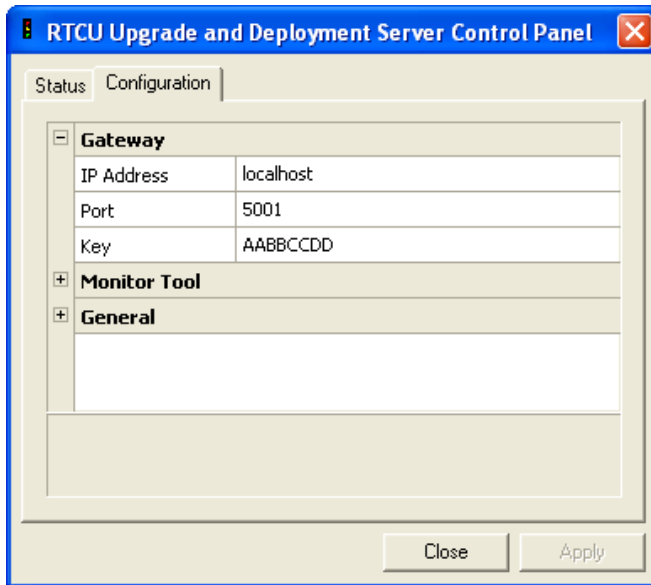 RTCU Upgrade and Deployment Server Control Panel
Status Configuration
Gateway
IP Address localhost
Port 5001
Key AABBCCDD
Monitor Tool
General
Close Apply